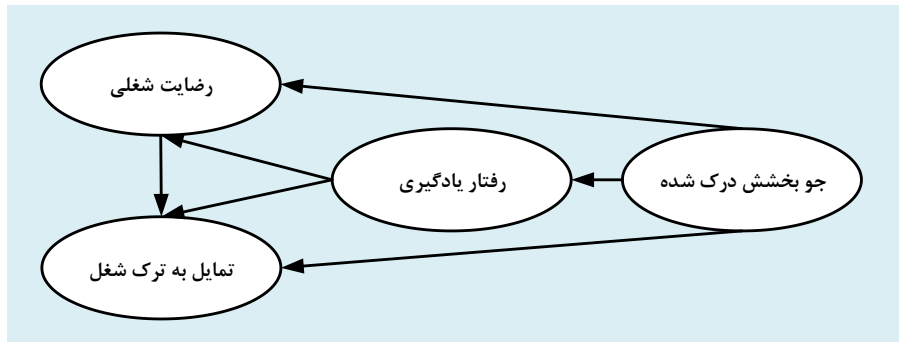 رضایت شغلی
جو بخشش درک شده
رفتار یادگیری
تمایل به ترک شغل